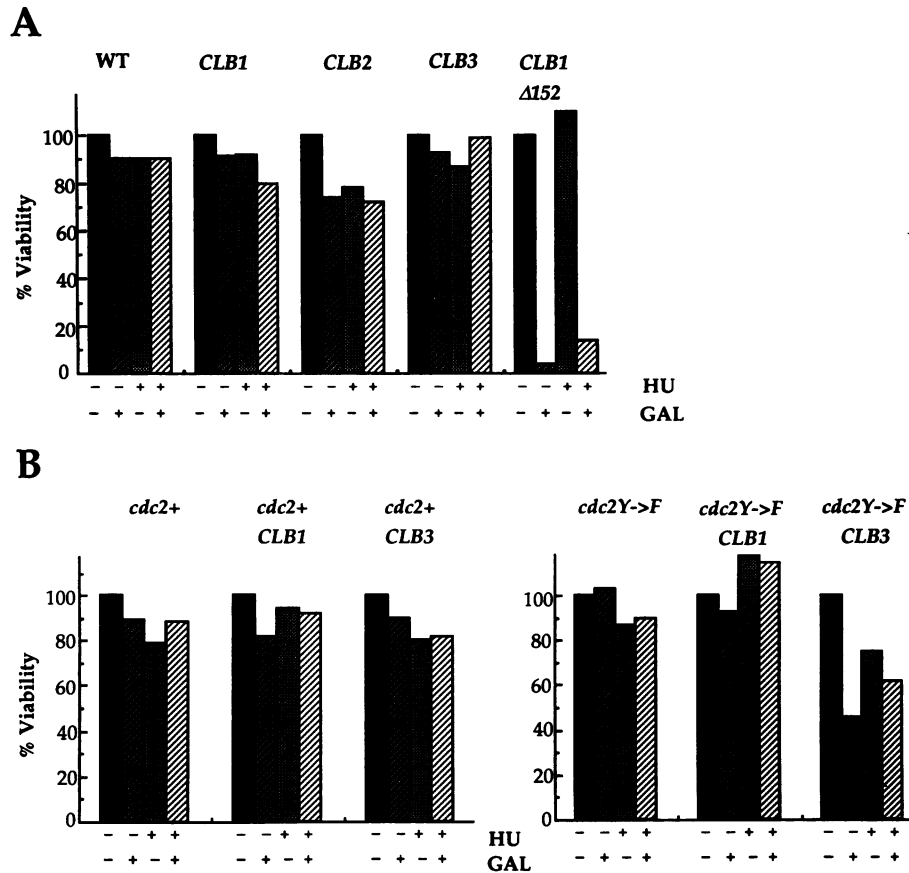 A
WT CLB1 CLB2 CLB3 CLB1
Δ152
% Viability
100
80
60
40
20
0
- - + + - - + + - - + + - - + + - - + + HU
- + - + - + - + - + - + - + - + - + - + GAL
B
cdc2+ cdc2+ cdc2+ cdc2Y->F cdc2Y->F cdc2Y->F
CLB1 CLB3 CLB1 CLB3
% Viability
100
80
60
40
20
0
100
80
60
40
20
0
- - + + - - + + - - + + HU - - + + - - + + - - + +
- + - + - + - + - + - + GAL - + - + - + - + - + - +